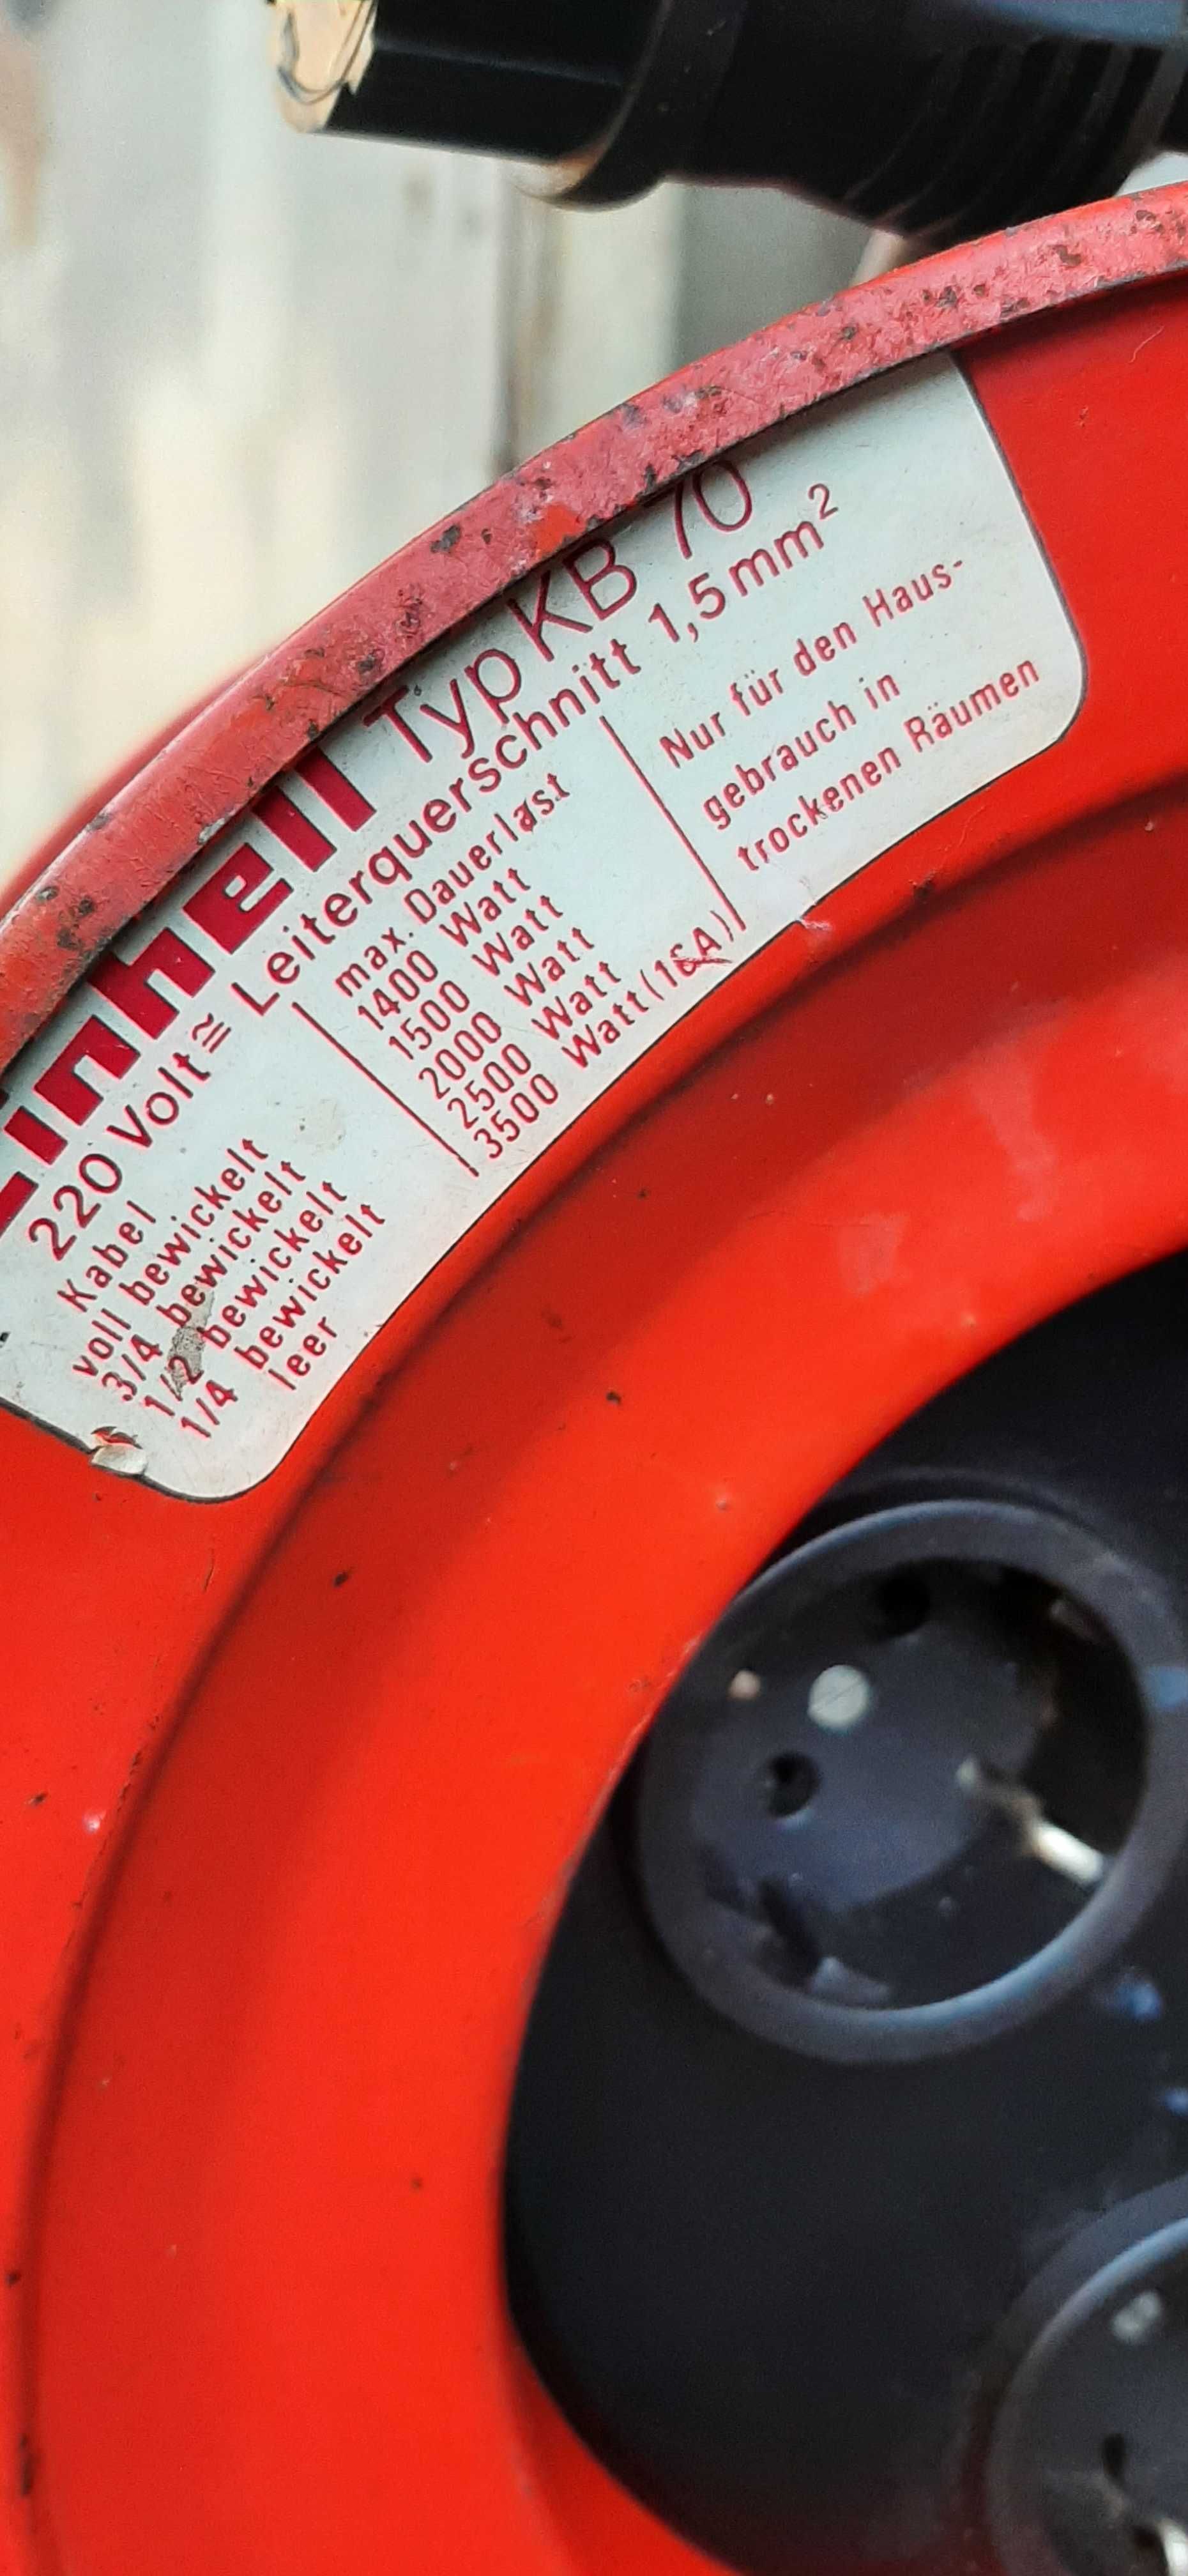 Einhell Typ KB 70
220 Volt ≅ Leiterquerschnitt 1,5 mm²
Kabel max. Dauerlast
voll bewickelt 1400 Watt
3/4 bewickelt 1500 Watt
1/2 bewickelt 2000 Watt
1/4 bewickelt 2500 Watt
leer 3500 Watt (16A)
Nur für den Haus-
gebrauch in
trockenen Räumen